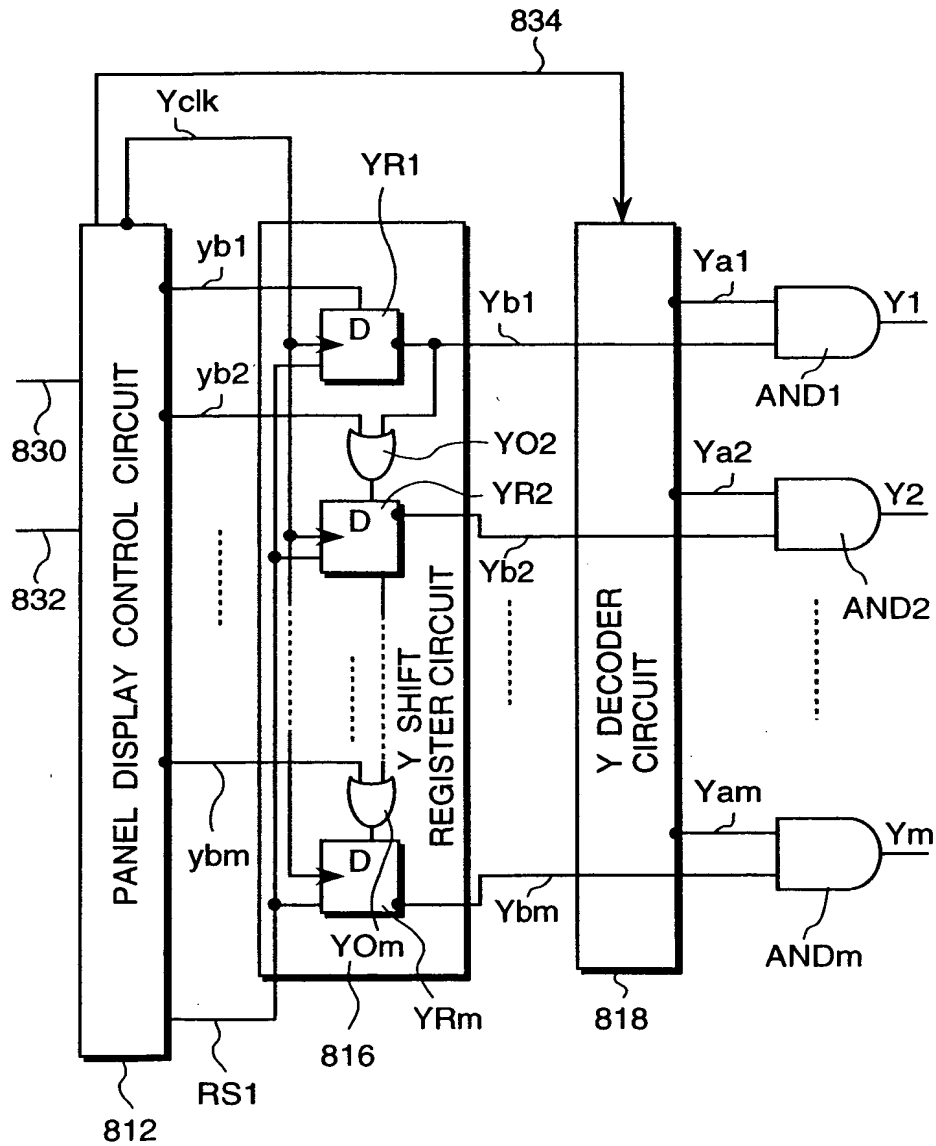 834
Yclk
YR1
yb1
Yb1
Ya1
Y1
D
AND1
yb2
830
YO2
Ya2
Y2
YR2
D
Yb2
AND2
832
PANEL DISPLAY CONTROL CIRCUIT
Y SHIFT
REGISTER CIRCUIT
Y DECODER
CIRCUIT
ybm
Yam
Ym
D
Ybm
YOm
ANDm
YRm
816
818
RS1
812